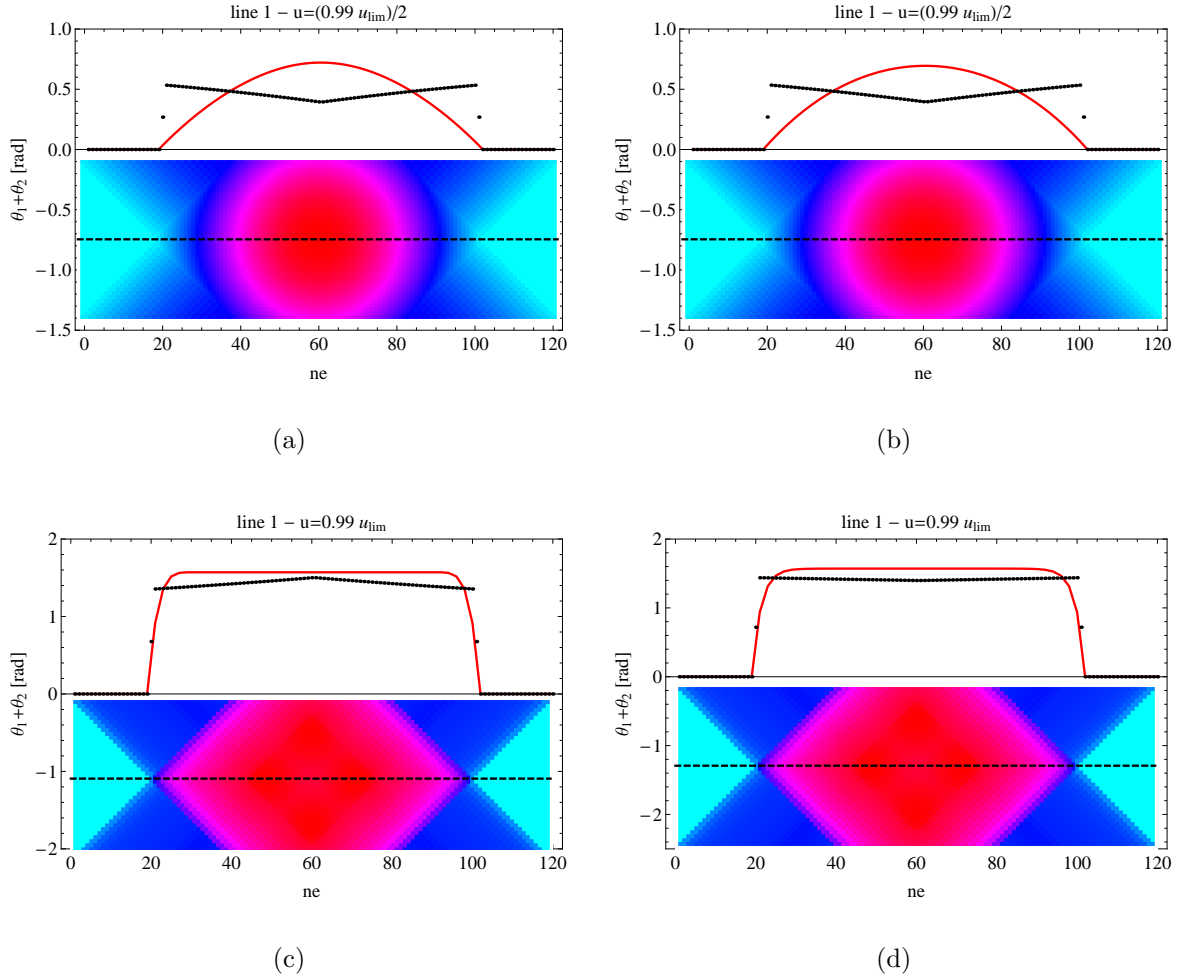 line 1 − u=(0.99 u_lim)/2
line 1 − u=(0.99 u_lim)/2
θ₁+θ₂ [rad]
1.0
0.5
0.0
−0.5
−1.0
−1.5
0 20 40 60 80 100 120
ne
(a)
θ₁+θ₂ [rad]
1.0
0.5
0.0
−0.5
−1.0
−1.5
0 20 40 60 80 100 120
ne
(b)
line 1 − u=0.99 u_lim
line 1 − u=0.99 u_lim
θ₁+θ₂ [rad]
2
1
0
−1
−2
0 20 40 60 80 100 120
ne
(c)
θ₁+θ₂ [rad]
2
1
0
−1
−2
0 20 40 60 80 100 120
ne
(d)